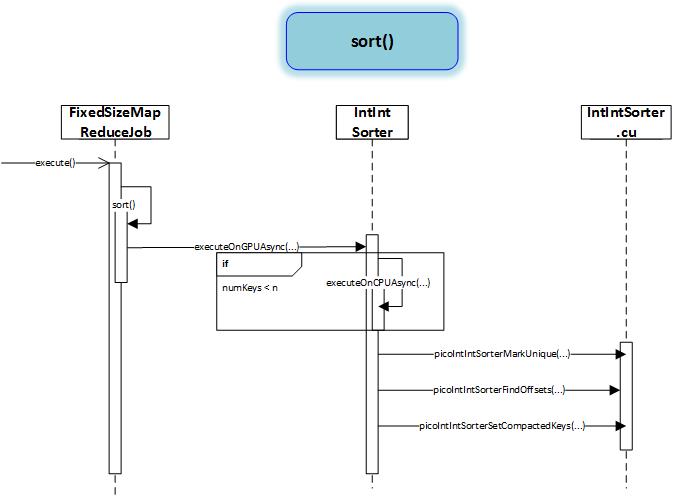 sort()
FixedSizeMap
ReduceJob
IntInt
Sorter
IntIntSorter
.cu
execute()
sort()
executeOnGPUAsync(...)
if
executeOnCPUAsync(...)
numKeys < n
picoIntIntSorterMarkUnique(...)
picoIntIntSorterFindOffsets(...)
picoIntIntSorterSetCompactedKeys(...)